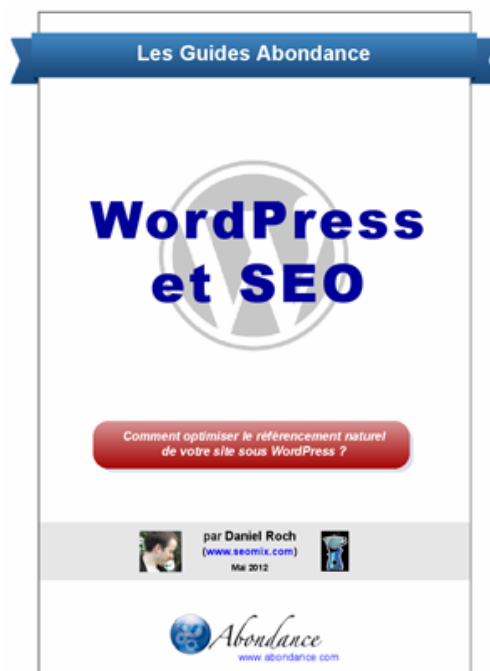 Les Guides Abondance
WordPress
et SEO
Comment optimiser le référencement naturel
de votre site sous WordPress ?
par Daniel Roch
(www.seomix.com)
Mai 2012
Abondance
www.abondance.com